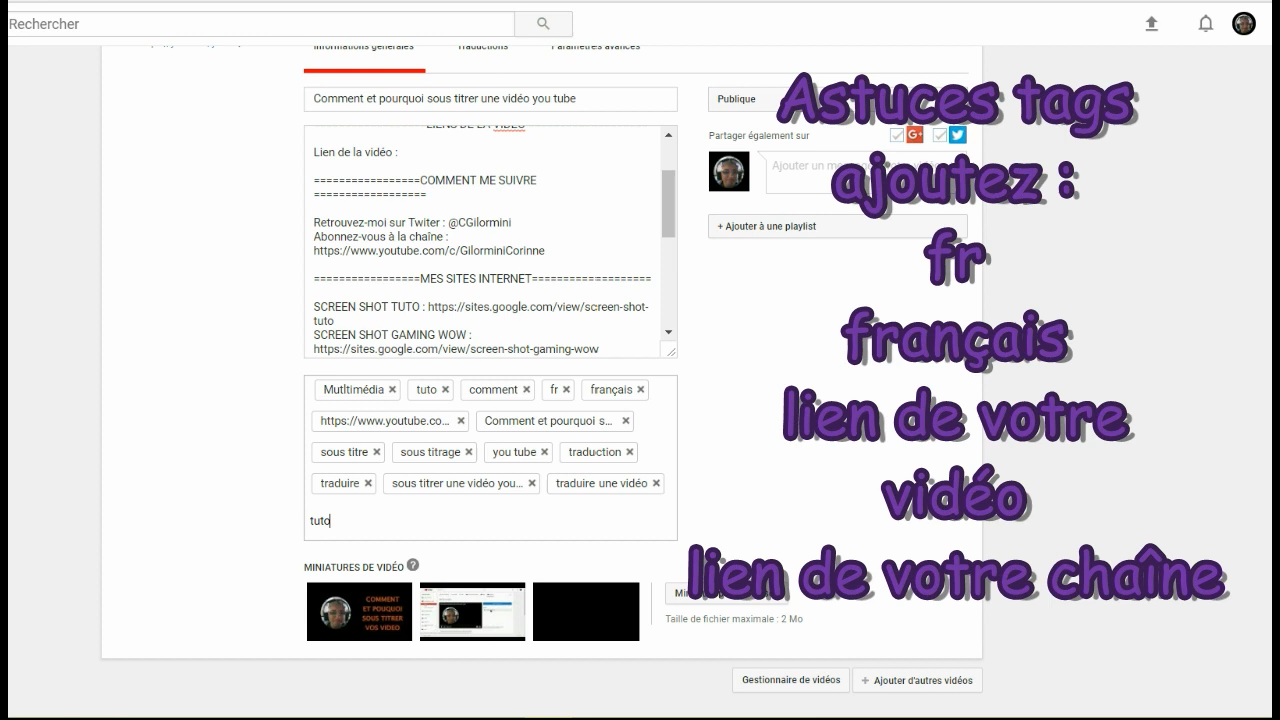 Rechercher
Informations générales
Traductions
Paramètres avancés
Comment et pourquoi sous titrer une vidéo you tube
Publique
LIENS DE LA VIDEO
Lien de la vidéo :
=================COMMENT ME SUIVRE
==================
Retrouvez-moi sur Twiter : @CGilormini
Abonnez-vous à la chaîne :
https://www.youtube.com/c/GilorminiCorinne
=================MES SITES INTERNET===================
SCREEN SHOT TUTO : https://sites.google.com/view/screen-shot-
tuto
SCREEN SHOT GAMING WOW :
https://sites.google.com/view/screen-shot-gaming-wow
Partager également sur
G+
Ajouter un me
+ Ajouter à une playlist
Mutltimédia × tuto × comment × fr × français ×
https://www.youtube.co... × Comment et pourquoi s... ×
sous titre × sous titrage × you tube × traduction ×
traduire × sous titrer une vidéo you... × traduire une vidéo ×
tuto
MINIATURES DE VIDÉO ?
COMMENT
ET POUQUOI
SOUS TITRER
VOS VIDEO
Taille de fichier maximale : 2 Mo
Gestionnaire de vidéos
+ Ajouter d'autres vidéos
Astuces tags
ajoutez :
fr
français
lien de votre
vidéo
lien de votre chaîne